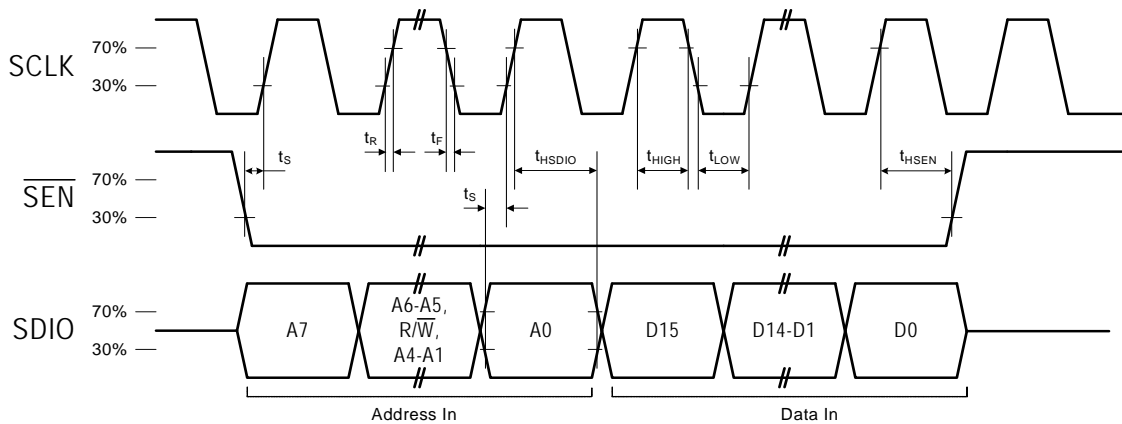 SCLK
70%
30%
tR
tF
tS
tHSDIO
tHIGH
tLOW
tHSEN
SEN
70%
30%
tS
SDIO
70%
30%
A7
A6-A5,
R/W,
A4-A1
A0
D15
D14-D1
D0
Address In
Data In